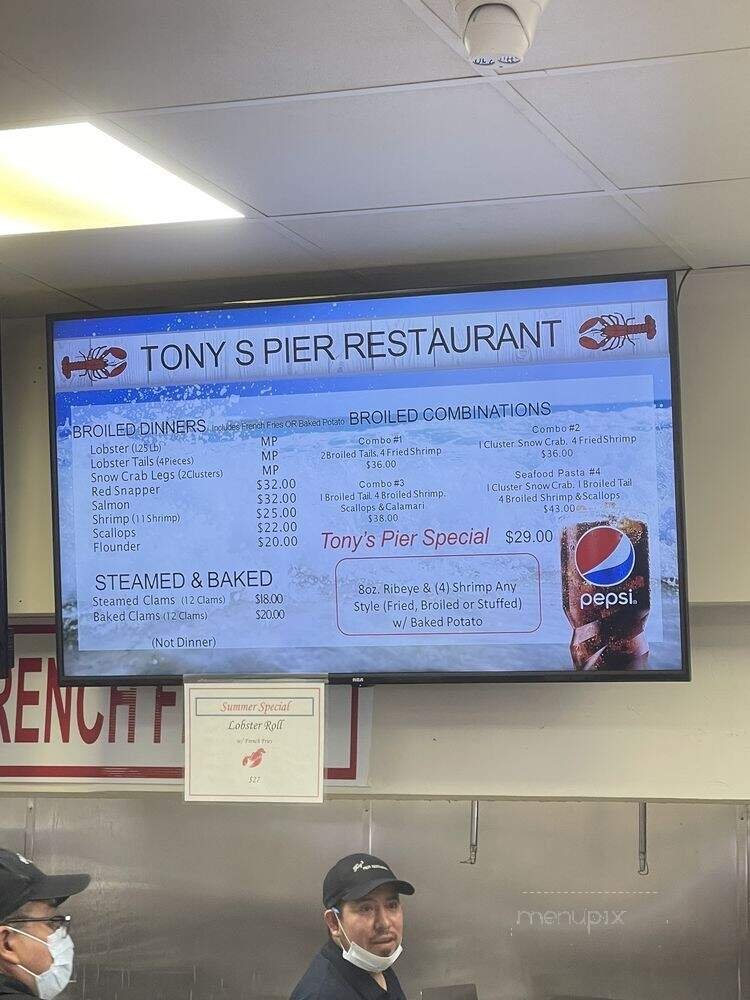 TONY S PIER RESTAURANT
BROILED DINNERS Includes French Fries OR Baked Potato
Lobster (1.25 Lb) MP
Lobster Tails (4Pieces) MP
Snow Crab Legs (2Clusters) MP
Red Snapper $32.00
Salmon $32.00
Shrimp (11 Shrimp) $25.00
Scallops $22.00
Flounder $20.00
STEAMED & BAKED
Steamed Clams (12 Clams) $18.00
Baked Clams (12 Clams) $20.00
(Not Dinner)
BROILED COMBINATIONS
Combo #1
2Broiled Tails, 4 Fried Shrimp
$36.00
Combo #2
1 Cluster Snow Crab, 4 Fried Shrimp
$36.00
Combo #3
1 Broiled Tail, 4 Broiled Shrimp,
Scallops & Calamari
$38.00
Seafood Pasta #4
1 Cluster Snow Crab, 1 Broiled Tail
4 Broiled Shrimp & Scallops
$43.00
Tony's Pier Special $29.00
8oz. Ribeye & (4) Shrimp Any
Style (Fried, Broiled or Stuffed)
w/ Baked Potato
pepsi
RCA
RENCH F
Summer Special
Lobster Roll
w/ French Fries
$27
menupix